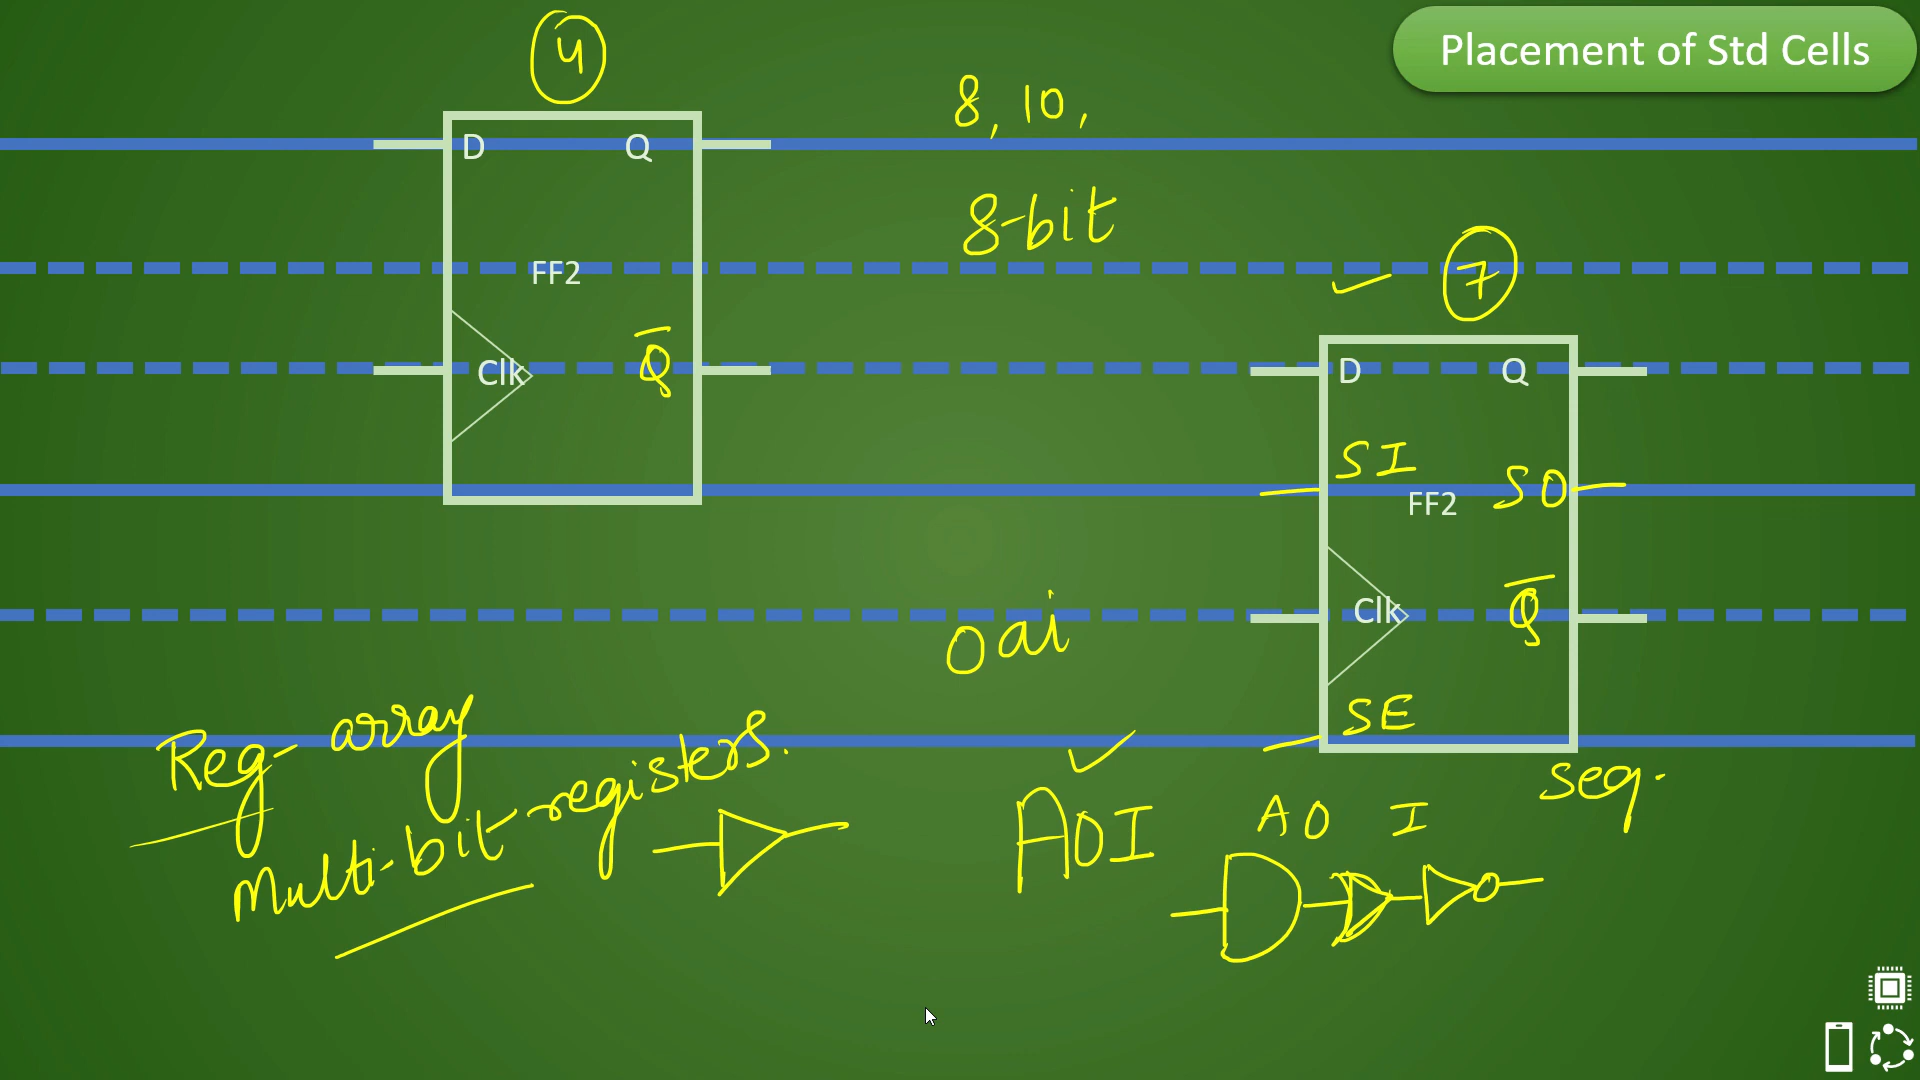 Placement of Std Cells
4
8, 10,
D Q
8-bit
FF2
7
Clk Q̅
D Q
SI
SO
FF2
Clk Q̅
oai
SE
Reg-array
seq.
Multi-bit-registers.
AOI
A O I